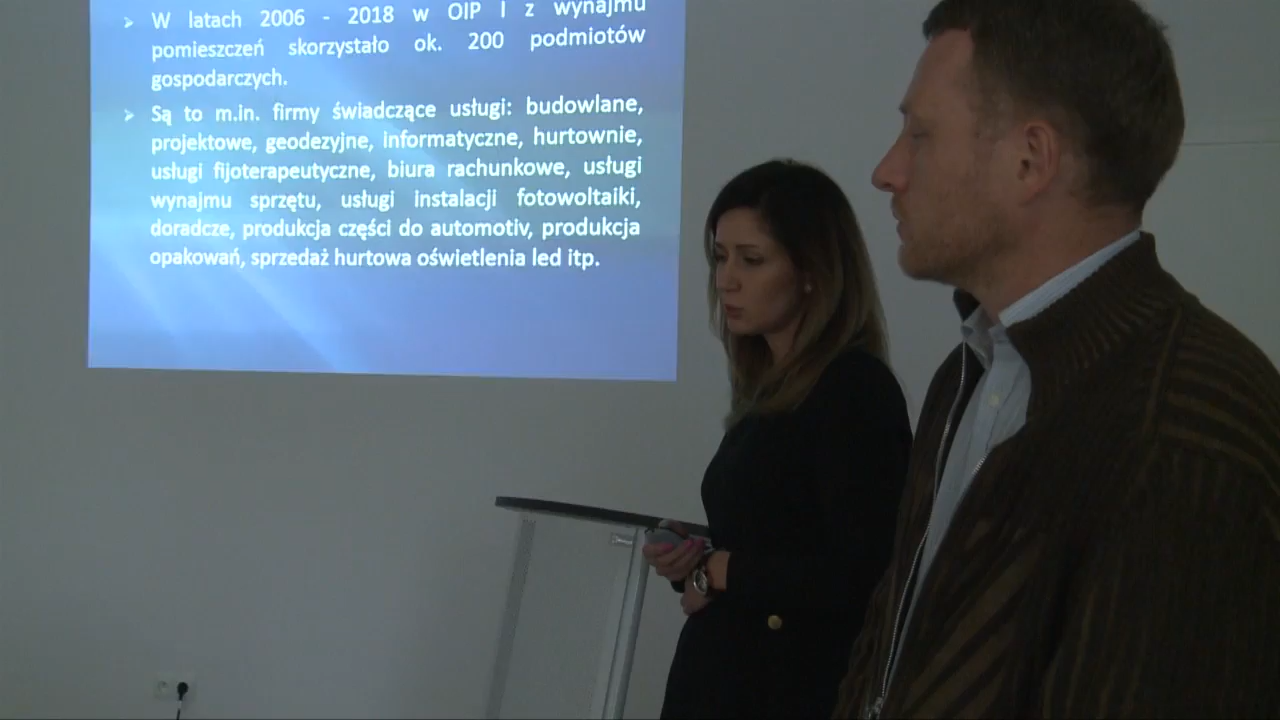 W latach 2006 - 2018 w OIP I z wynajmu
pomieszczeń skorzystało ok. 200 podmiotów
gospodarczych.
Są to m.in. firmy świadczące usługi: budowlane,
projektowe, geodezyjne, informatyczne, hurtownie,
usługi fijoterapeutyczne, biura rachunkowe, usługi
wynajmu sprzętu, usługi instalacji fotowoltaiki,
doradcze, produkcja części do automotiv, produkcja
opakowań, sprzedaż hurtowa oświetlenia led itp.